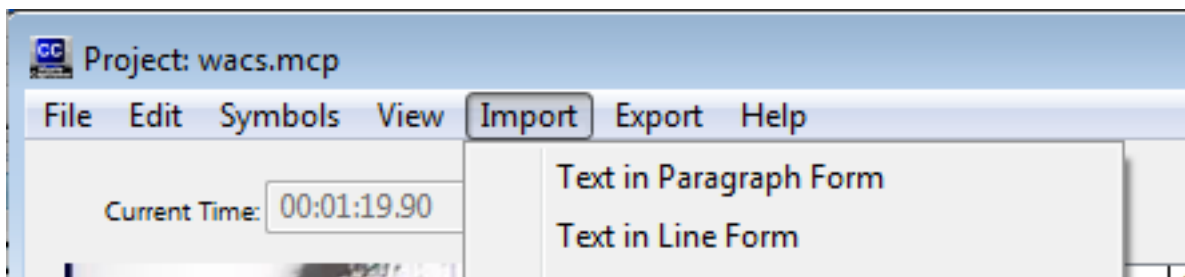 CC
Project: wacs.mcp
File Edit Symbols View Import Export Help
Text in Paragraph Form
Current Time: 00:01:19.90
Text in Line Form